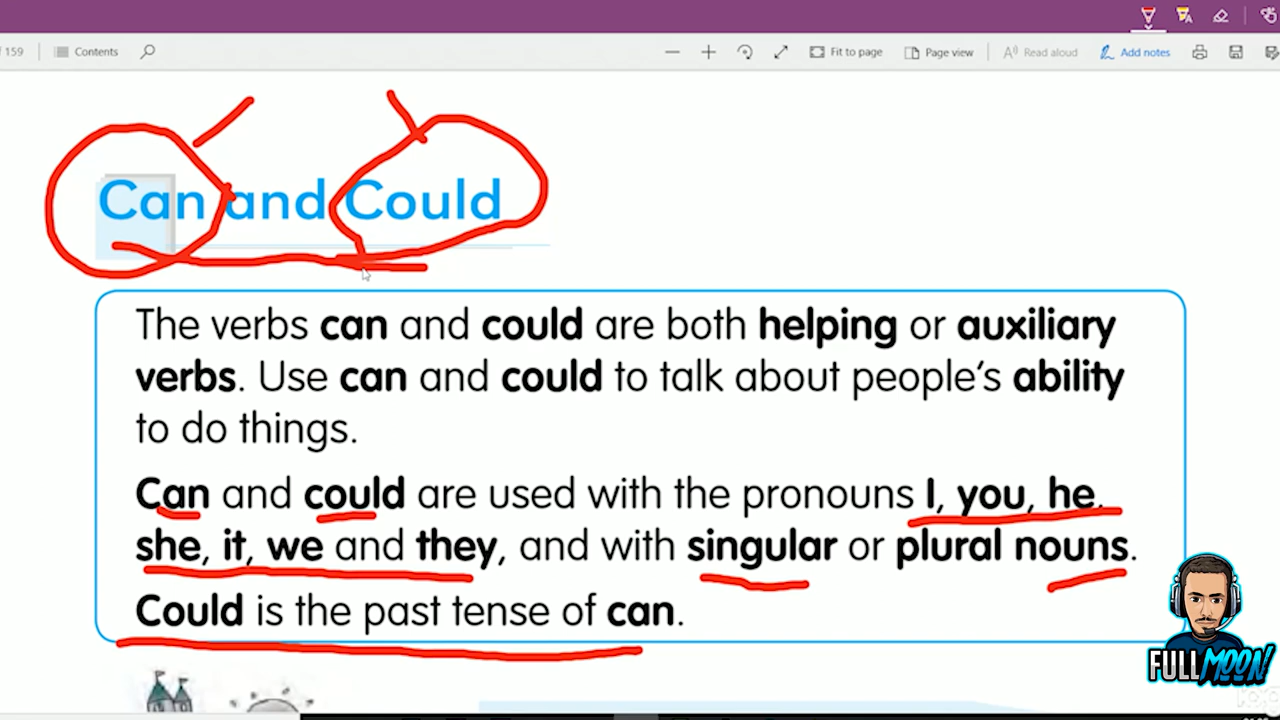 159
Contents
Fit to page
Page view
Read aloud
Add notes
Can and Could
The verbs can and could are both helping or auxiliary
verbs. Use can and could to talk about people's ability
to do things.
Can and could are used with the pronouns I, you, he,
she, it, we and they, and with singular or plural nouns.
Could is the past tense of can.
FULL MOON